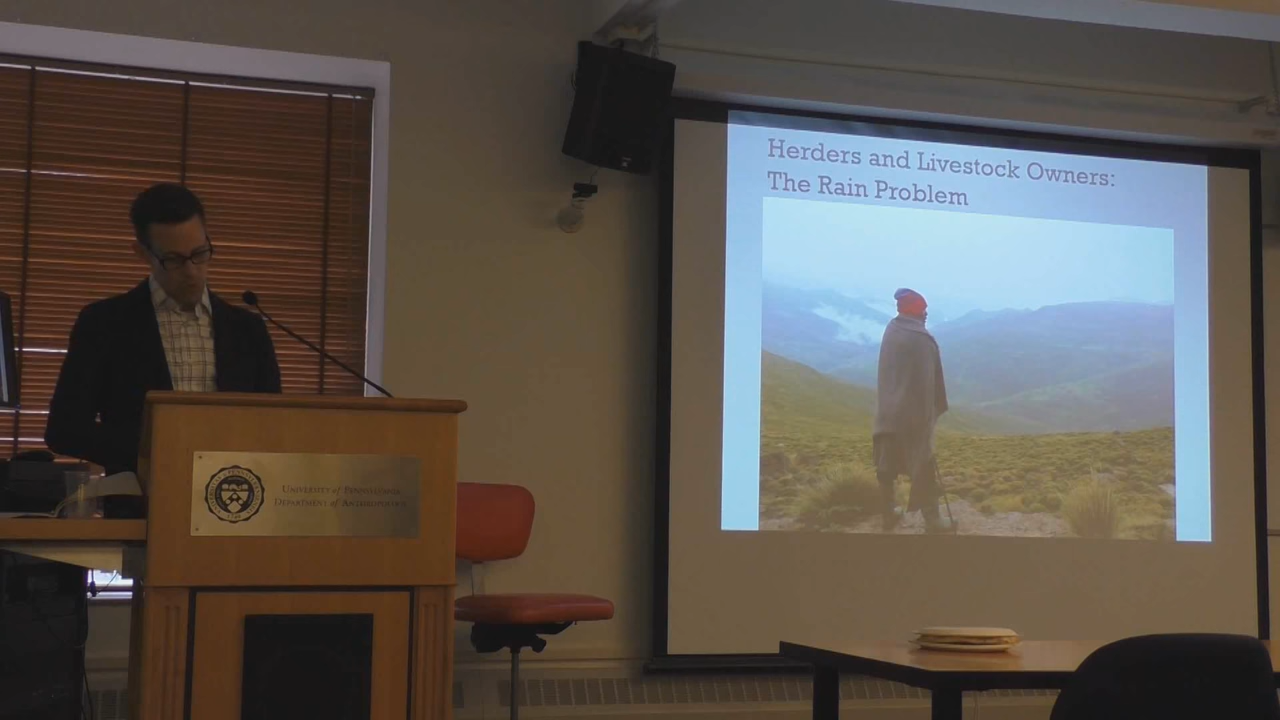 Herders and Livestock Owners:
The Rain Problem
UNIVERSITY of PENNSYLVANIA
DEPARTMENT of ANTHROPOLOGY